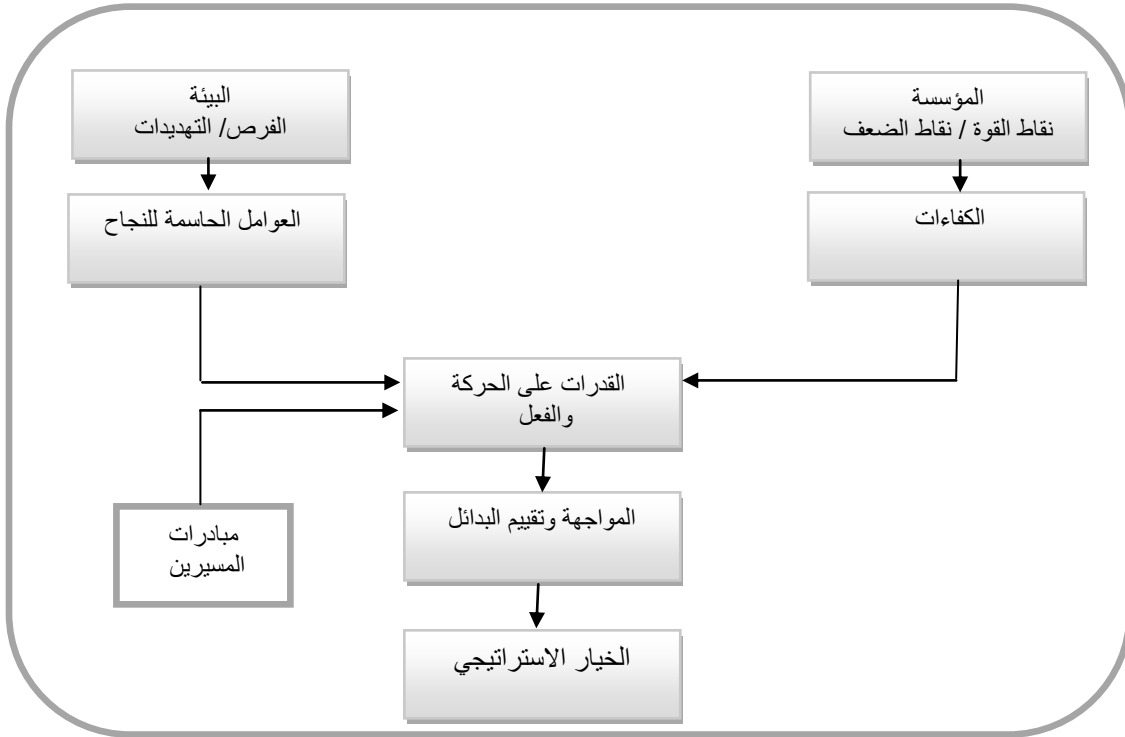 المؤسسة
نقاط القوة / نقاط الضعف
البيئة
الفرص/ التهديدات
الكفاءات
العوامل الحاسمة للنجاح
القدرات على الحركة
والفعل
المواجهة وتقييم البدائل
مبادرات
المسيرين
الخيار الاستراتيجي